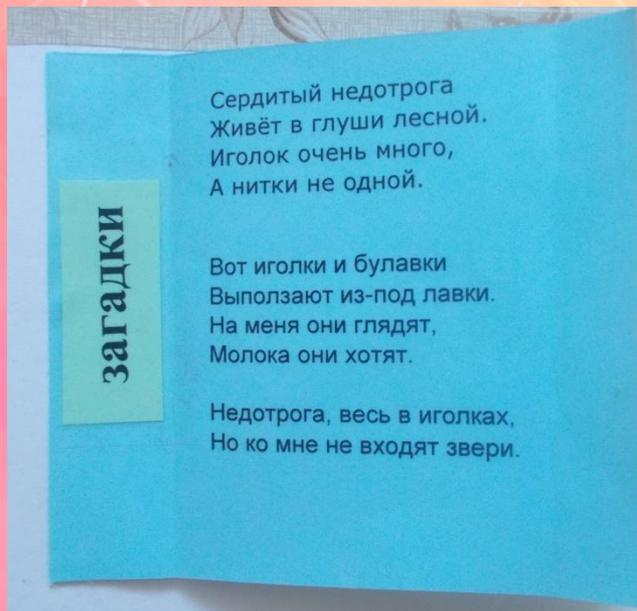 загадки
Сердитый недотрога
Живёт в глуши лесной.
Иголок очень много,
А нитки не одной.
Вот иголки и булавки
Выползают из-под лавки.
На меня они глядят,
Молока они хотят.
Недотрога, весь в иголках,
Но ко мне не входят звери.